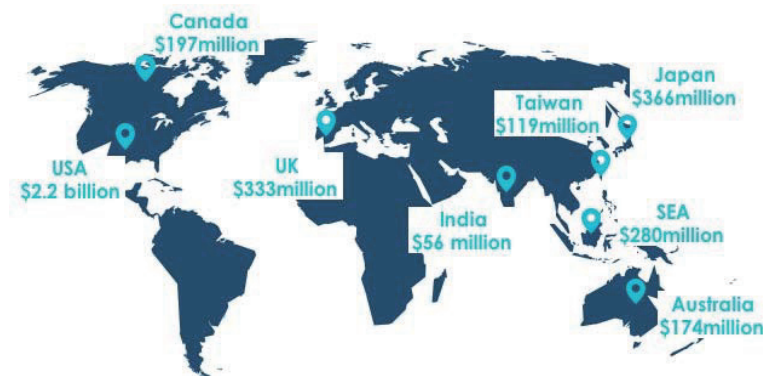 Canada
$197million
Japan
$366million
Taiwan
$119million
USA
$2.2 billion
UK
$333million
India
$56 million
SEA
$280million
Australia
$174million